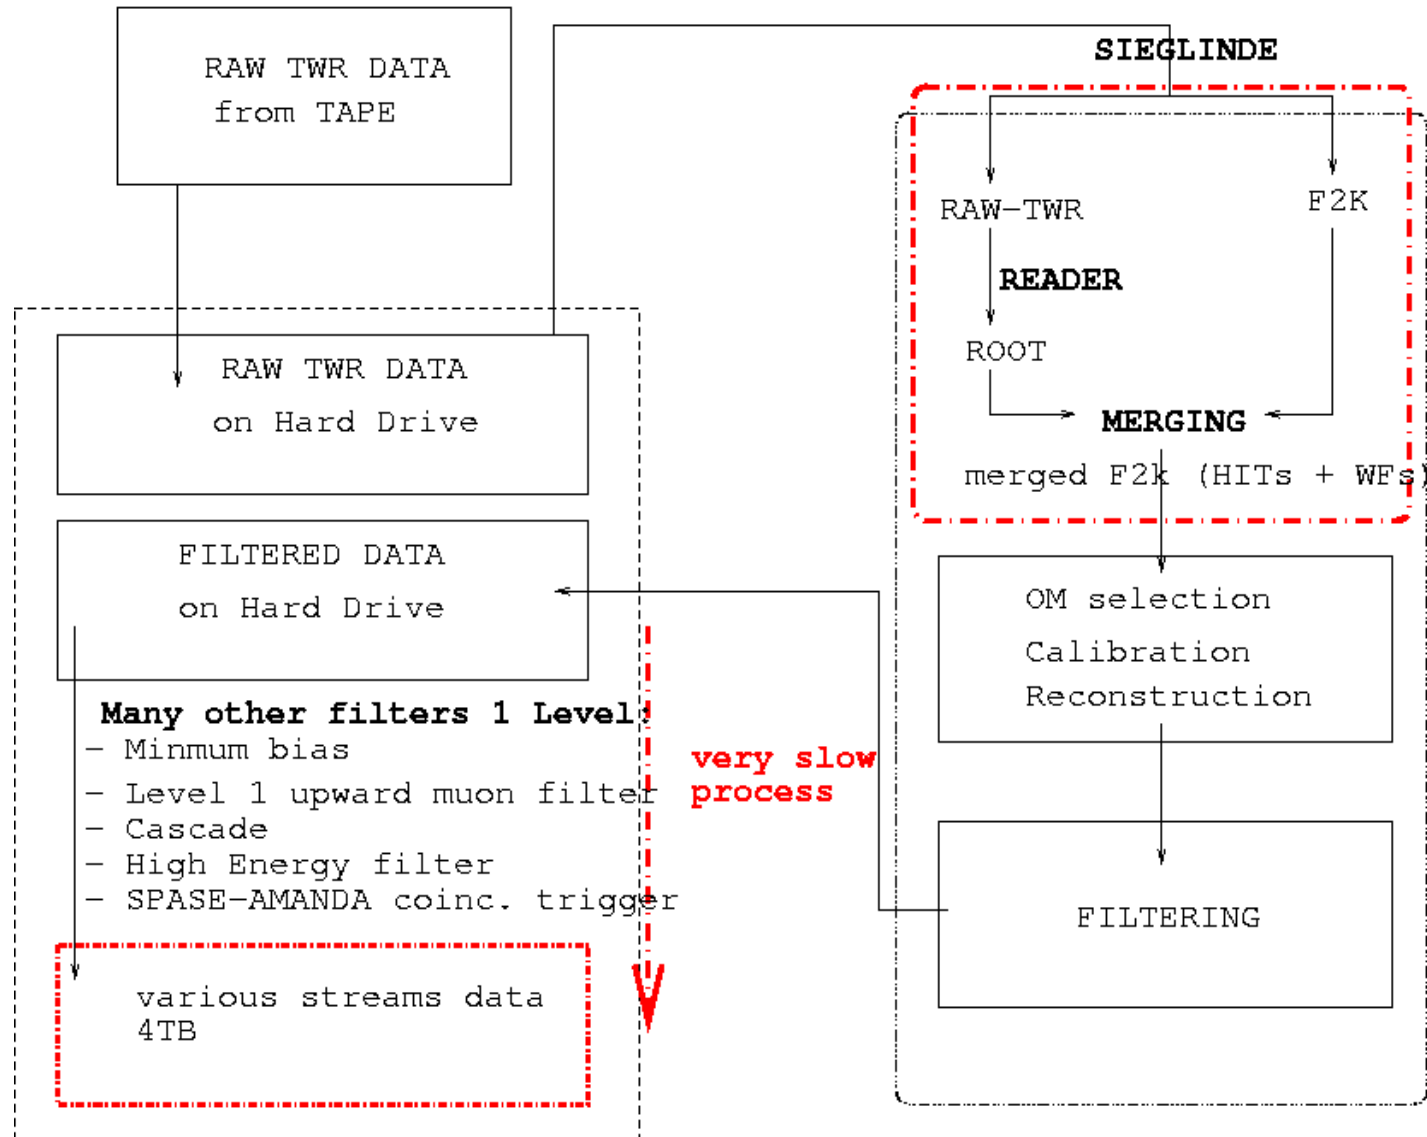 RAW TWR DATA
from TAPE
RAW TWR DATA
on Hard Drive
FILTERED DATA
on Hard Drive
Many other filters 1 Level:
− Minmum bias
− Level 1 upward muon filter
− Cascade
− High Energy filter
− SPASE−AMANDA coinc. trigger
various streams data
4TB
very slow
process
SIEGLINDE
RAW−TWR
F2K
READER
ROOT
MERGING
merged F2k (HITs + WFs)
OM selection
Calibration
Reconstruction
FILTERING